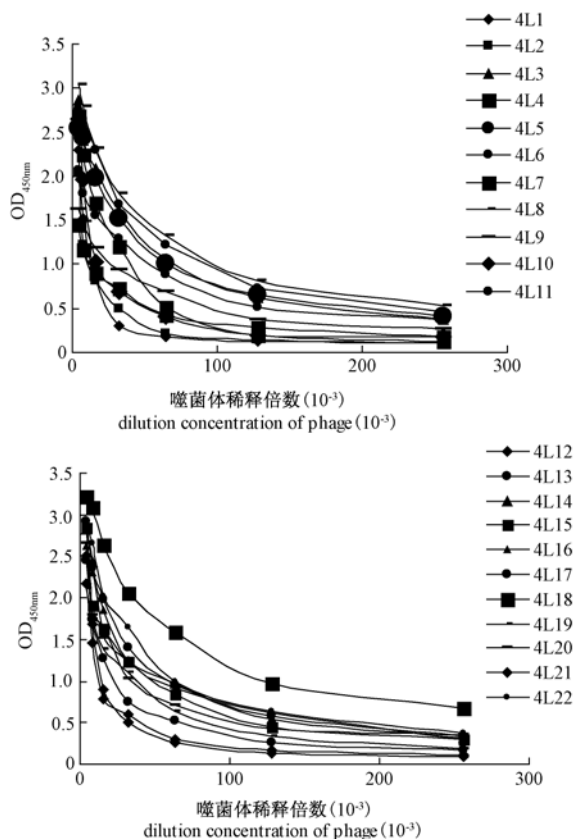 3.5
3.0
2.5
2.0
1.5
1.0
0.5
0
OD450nm
0 100 200 300
噬菌体稀释倍数(10-3)
dilution concentration of phage(10-3)
4L1
4L2
4L3
4L4
4L5
4L6
4L7
4L8
4L9
4L10
4L11
3.5
3.0
2.5
2.0
1.5
1.0
0.5
0
OD450nm
0 100 200 300
噬菌体稀释倍数(10-3)
dilution concentration of phage(10-3)
4L12
4L13
4L14
4L15
4L16
4L17
4L18
4L19
4L20
4L21
4L22